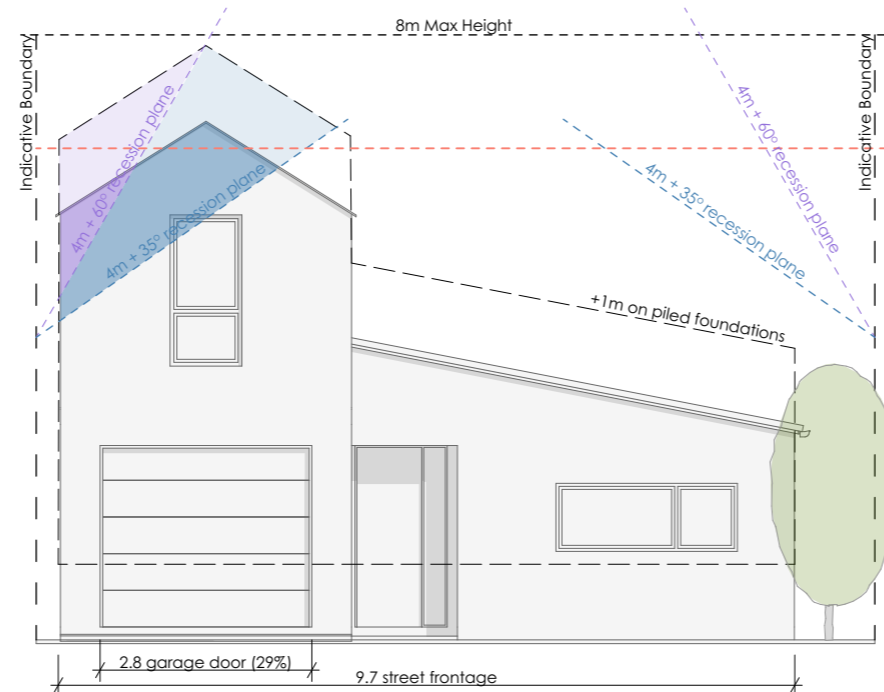 8m Max Height
Indicative Boundary
Indicative Boundary
4m + 60º recession plane
4m + 35º recession plane
4m + 60º recession plane
4m + 35º recession plane
+1m on piled foundations
2.8 garage door (29%)
9.7 street frontage